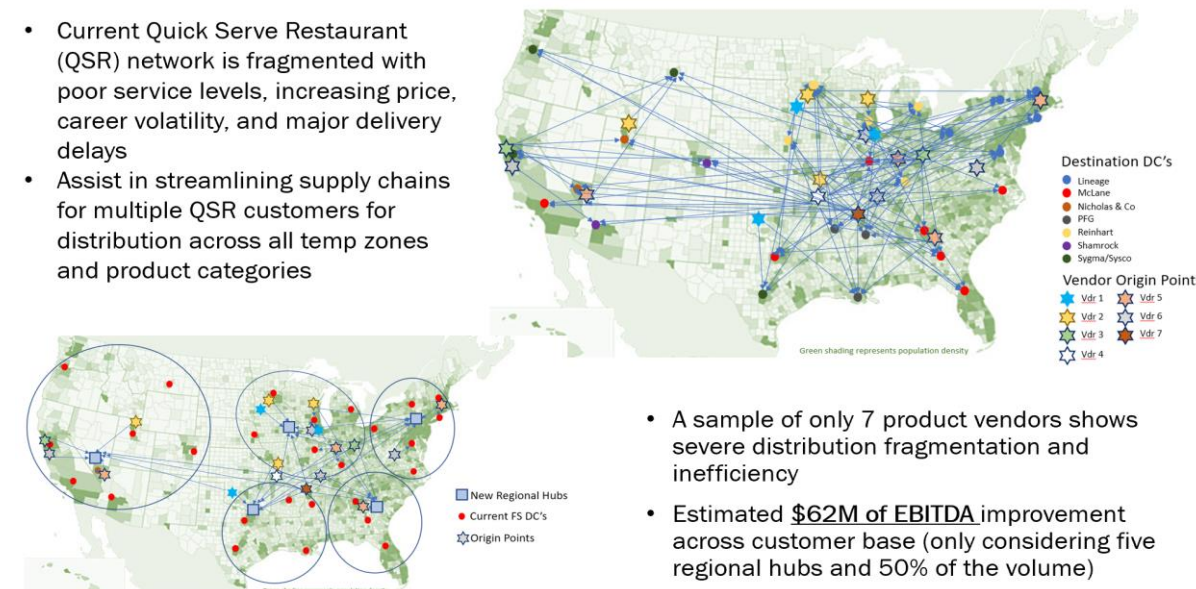 • Current Quick Serve Restaurant
(QSR) network is fragmented with
poor service levels, increasing price,
career volatility, and major delivery
delays
• Assist in streamlining supply chains
for multiple QSR customers for
distribution across all temp zones
and product categories
Destination DC's
Lineage
McLane
Nicholas & Co
PFG
Reinhart
Shamrock
Sygma/Sysco
Vendor Origin Point
Vdr 1
Vdr 5
Vdr 2
Vdr 6
Vdr 3
Vdr 7
Vdr 4
Green shading represents population density
New Regional Hubs
Current FS DC's
Origin Points
• A sample of only 7 product vendors shows
severe distribution fragmentation and
inefficiency
• Estimated $62M of EBITDA improvement
across customer base (only considering five
regional hubs and 50% of the volume)